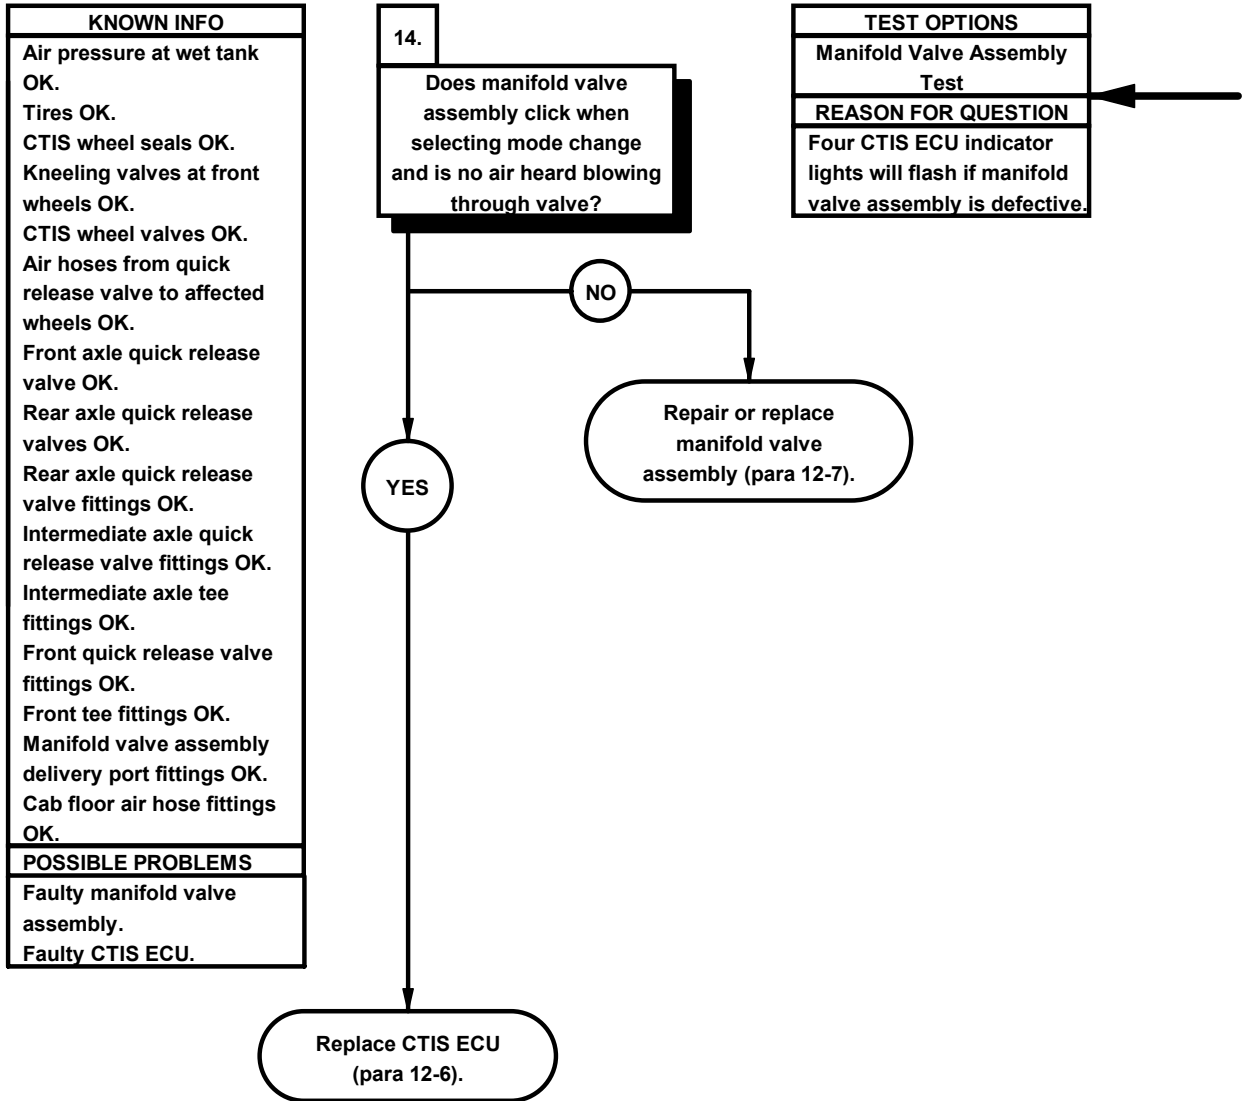 KNOWN INFO
Air pressure at wet tank
OK.
Tires OK.
CTIS wheel seals OK.
Kneeling valves at front
wheels OK.
CTIS wheel valves OK.
Air hoses from quick
release valve to affected
wheels OK.
Front axle quick release
valve OK.
Rear axle quick release
valves OK.
Rear axle quick release
valve fittings OK.
Intermediate axle quick
release valve fittings OK.
Intermediate axle tee
fittings OK.
Front quick release valve
fittings OK.
Front tee fittings OK.
Manifold valve assembly
delivery port fittings OK.
Cab floor air hose fittings
OK.
POSSIBLE PROBLEMS
Faulty manifold valve
assembly.
Faulty CTIS ECU.
14.
Does manifold valve
assembly click when
selecting mode change
and is no air heard blowing
through valve?
NO
YES
Repair or replace
manifold valve
assembly (para 12-7).
Replace CTIS ECU
(para 12-6).
TEST OPTIONS
Manifold Valve Assembly
Test
REASON FOR QUESTION
Four CTIS ECU indicator
lights will flash if manifold
valve assembly is defective.